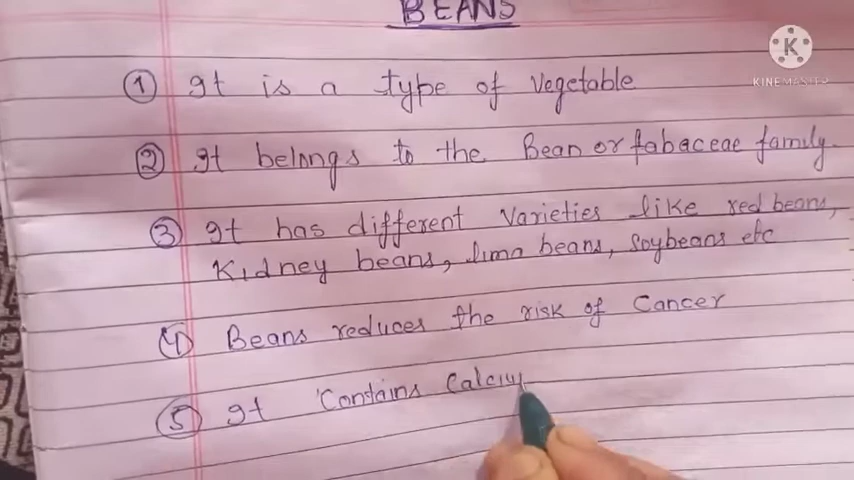 BEANS
K
KINEMASTER
① It is a type of vegetable
② It belongs to the Bean or fabaceae family.
③ It has different varieties like red beans,
Kidney beans, lima beans, soybeans etc
④ Beans reduces the risk of Cancer
⑤ It Contains Calciu